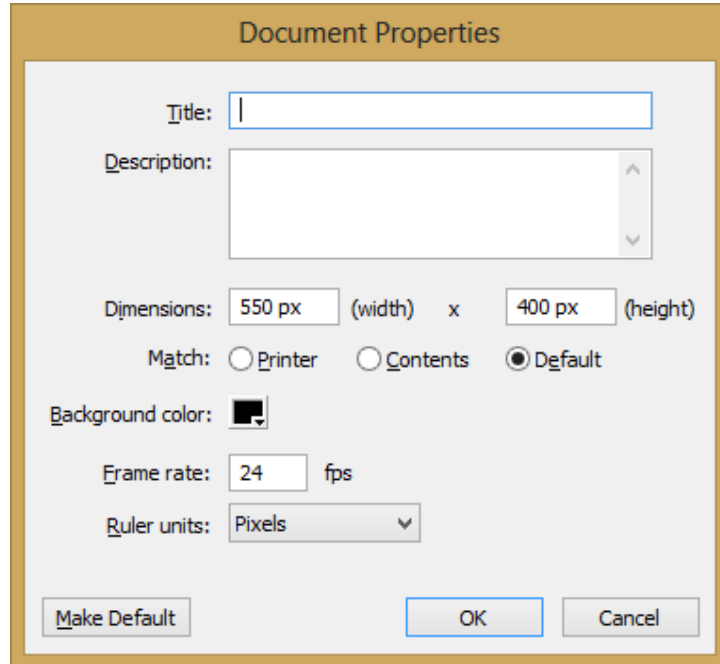 Document Properties
Title:
Description:
Dimensions: 550 px (width) x 400 px (height)
Match: Printer Contents Default
Background color:
Frame rate: 24 fps
Ruler units: Pixels
Make Default OK Cancel